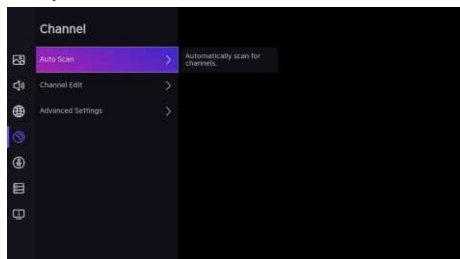 Channel
Auto Scan
Automatically scan for
channels.
Channel Edit
Advanced Settings